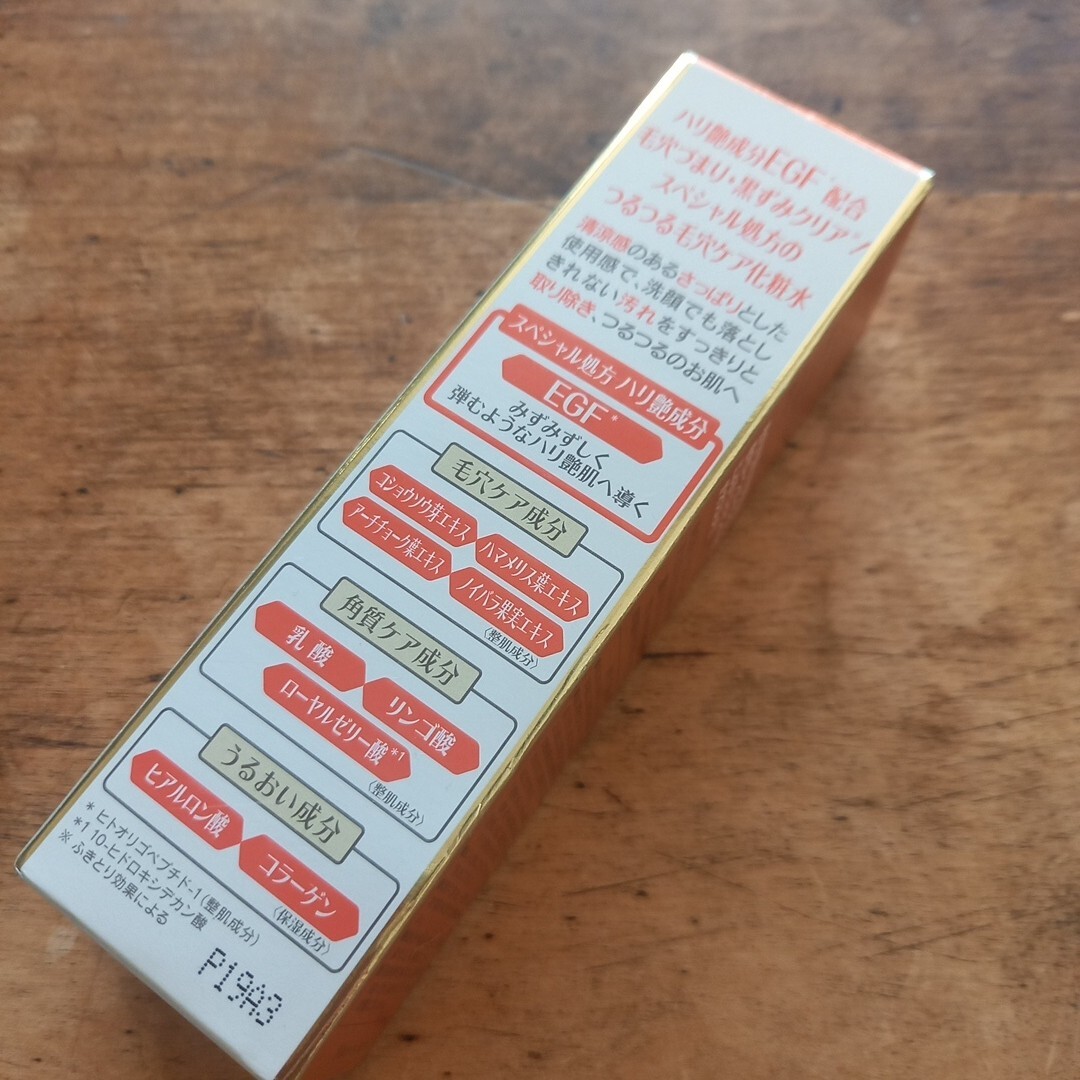 ハリ艶成分EGF*配合
毛穴づまり・黒ずみクリア※
スペシャル処方の
つるつる毛穴ケア化粧水
清涼感のあるさっぱりとした
使用感で、洗顔でも落とし
きれない汚れをすっきりと
取り除き、つるつるのお肌へ
スペシャル処方 ハリ艶成分
EGF*
みずみずしく
弾むようなハリ艶肌へ導く
毛穴ケア成分
コショウソウ芽エキス ハマメリス葉エキス
アーチチョーク葉エキス ノイバラ果実エキス
(整肌成分)
角質ケア成分
乳酸 リンゴ酸
ローヤルゼリー酸*1
(整肌成分)
うるおい成分
ヒアルロン酸 コラーゲン
(保湿成分)
* ヒトオリゴペプチド-1(整肌成分)
*1 10-ヒドロキシデカン酸
※ ふきとり効果による
P19A3